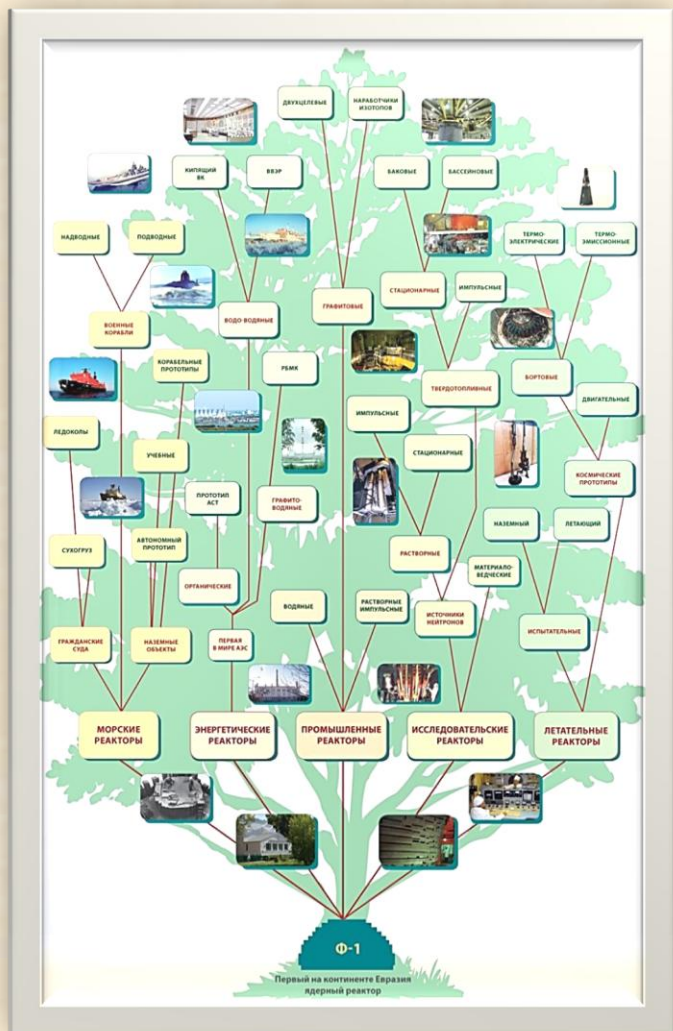 ДВУХЦЕЛЕВЫЕ
НАРАБОТЧИКИ
ИЗОТОПОВ
КИПЯЩИЙ
ВК
ВВЭР
БАКОВЫЕ
БАССЕЙНОВЫЕ
НАДВОДНЫЕ
ПОДВОДНЫЕ
ТЕРМО-
ЭЛЕКТРИЧЕСКИЕ
ТЕРМО-
ЭМИССИОННЫЕ
СТАЦИОНАРНЫЕ
ИМПУЛЬСНЫЕ
ГРАФИТОВЫЕ
ВОЕННЫЕ
КОРАБЛИ
ВОДО-ВОДЯНЫЕ
КОРАБЕЛЬНЫЕ
ПРОТОТИПЫ
РБМК
ТВЕРДОТОПЛИВНЫЕ
БОРТОВЫЕ
ДВИГАТЕЛЬНЫЕ
ИМПУЛЬСНЫЕ
ЛЕДОКОЛЫ
УЧЕБНЫЕ
СТАЦИОНАРНЫЕ
КОСМИЧЕСКИЕ
ПРОТОТИПЫ
ПРОТОТИП
АСТ
ГРАФИТО-
ВОДЯНЫЕ
НАЗЕМНЫЙ
ЛЕТАЮЩИЙ
СУХОГРУЗ
АВТОНОМНЫЙ
ПРОТОТИП
РАСТВОРНЫЕ
МАТЕРИАЛО-
ВЕДЧЕСКИЕ
ОРГАНИЧЕСКИЕ
ВОДЯНЫЕ
РАСТВОРНЫЕ
ИМПУЛЬСНЫЕ
ИСТОЧНИКИ
НЕЙТРОНОВ
ИСПЫТАТЕЛЬНЫЕ
ГРАЖДАНСКИЕ
СУДА
НАЗЕМНЫЕ
ОБЪЕКТЫ
ПЕРВАЯ
В МИРЕ АЭС
МОРСКИЕ
РЕАКТОРЫ
ЭНЕРГЕТИЧЕСКИЕ
РЕАКТОРЫ
ПРОМЫШЛЕННЫЕ
РЕАКТОРЫ
ИССЛЕДОВАТЕЛЬСКИЕ
РЕАКТОРЫ
ЛЕТАТЕЛЬНЫЕ
РЕАКТОРЫ
Ф-1
Первый на континенте Евразия
ядерный реактор